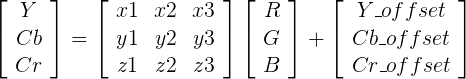 Y x1 x2 x3 R Y_offset
Cb = y1 y2 y3 G + Cb_offset
Cr z1 z2 z3 B Cr_offset